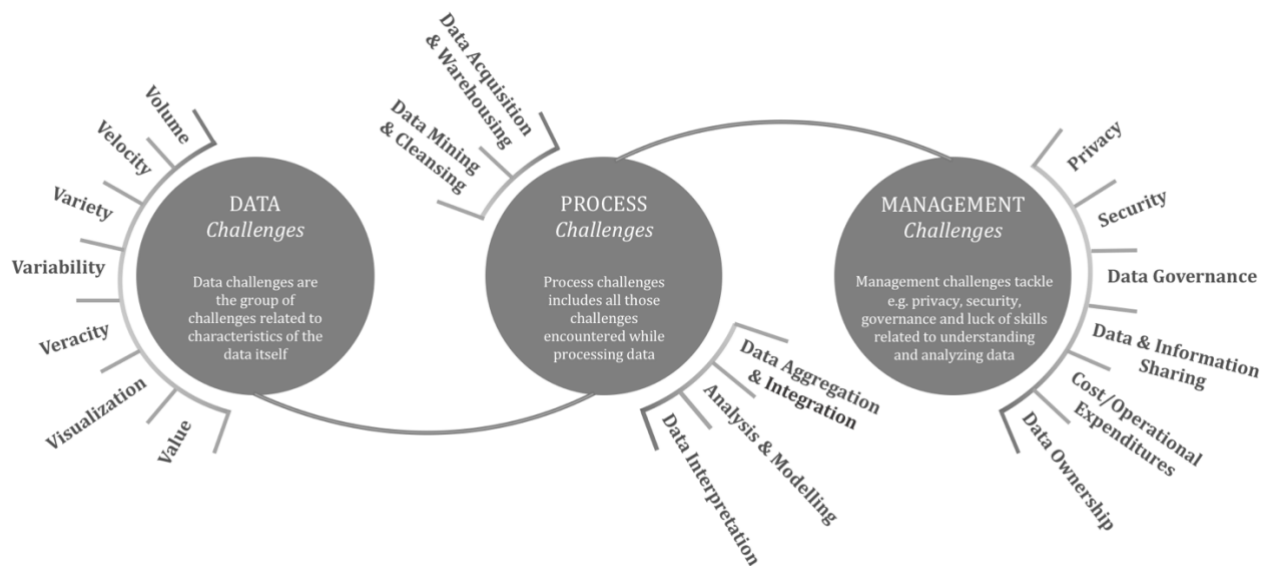 Volume
Velocity
Variety
Variability
Veracity
Visualization
Value
DATA
Challenges
Data challenges are
the group of
challenges related to
characteristics of the
data itself
Data Acquisition
& Warehousing
Data Mining
& Cleansing
PROCESS
Challenges
Process challenges
includes all those
challenges
encountered while
processing data
Data Aggregation
& Integration
Analysis & Modelling
Data Interpretation
MANAGEMENT
Challenges
Management challenges tackle
e.g. privacy, security,
governance and luck of skills
related to understanding
and analyzing data
Privacy
Security
Data Governance
Data & Information
Sharing
Cost/Operational
Expenditures
Data Ownership